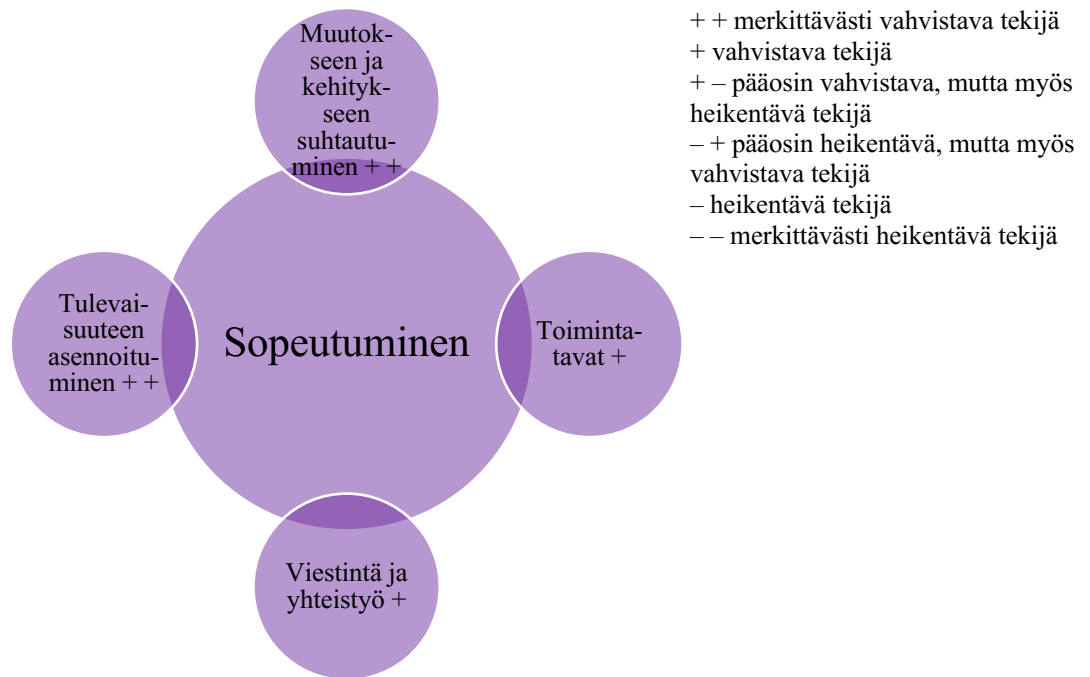 Muutok-
seen ja
kehityk-
seen
suhtautu-
minen + +
Tulevai-
suuteen
asennoitu-
minen + +
Sopeutuminen
Toiminta-
tavat +
Viestintä ja
yhteistyö +
+ + merkittävästi vahvistava tekijä
+ vahvistava tekijä
+ – pääosin vahvistava, mutta myös
heikentävä tekijä
– + pääosin heikentävä, mutta myös
vahvistava tekijä
– heikentävä tekijä
– – merkittävästi heikentävä tekijä